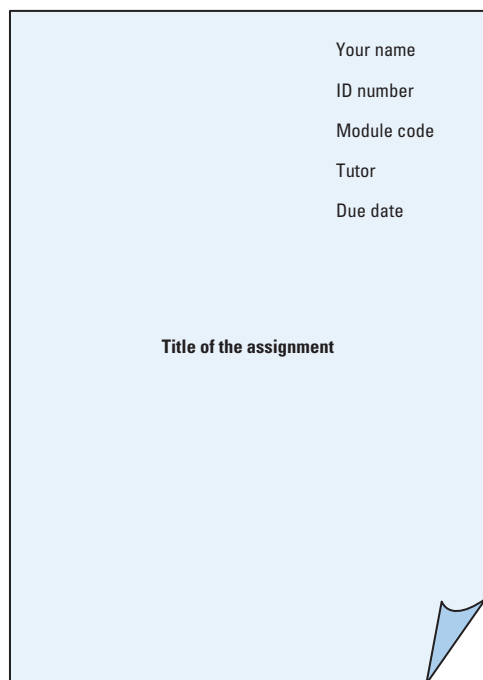 Your name
ID number
Module code
Tutor
Due date
Title of the assignment